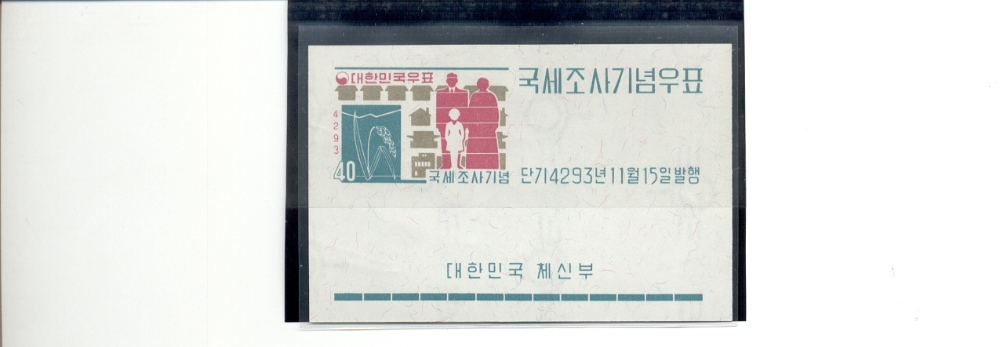 대한민국우표
4293
40
국세조사기념
국세조사기념우표
단기4293년11월15일발행
대한민국 체신부